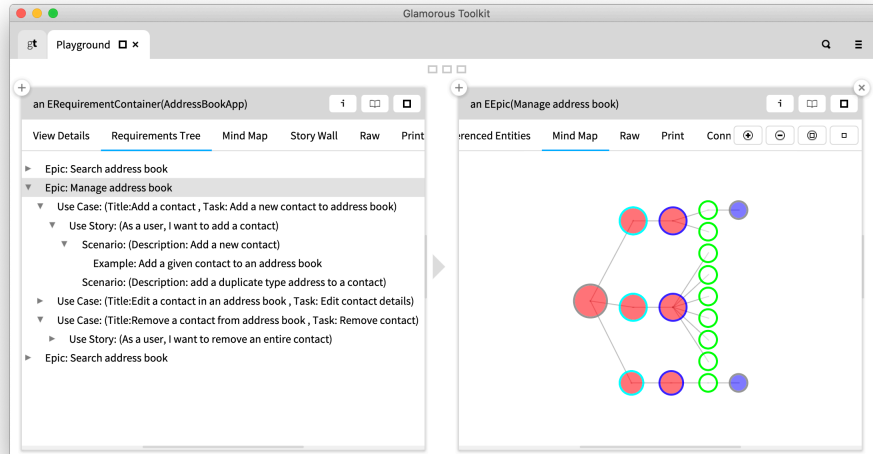 Glamorous Toolkit
gt Playground
an ERequirementContainer(AddressBookApp) i
View Details Requirements Tree Mind Map Story Wall Raw Print
Epic: Search address book
Epic: Manage address book
Use Case: (Title:Add a contact , Task: Add a new contact to address book)
Use Story: (As a user, I want to add a contact)
Scenario: (Description: Add a new contact)
Example: Add a given contact to an address book
Scenario: (Description: add a duplicate type address to a contact)
Use Case: (Title:Edit a contact in an address book , Task: Edit contact details)
Use Case: (Title:Remove a contact from address book , Task: Remove contact)
Use Story: (As a user, I want to remove an entire contact)
Epic: Search address book
an EEpic(Manage address book) i
erenced Entities Mind Map Raw Print Conn